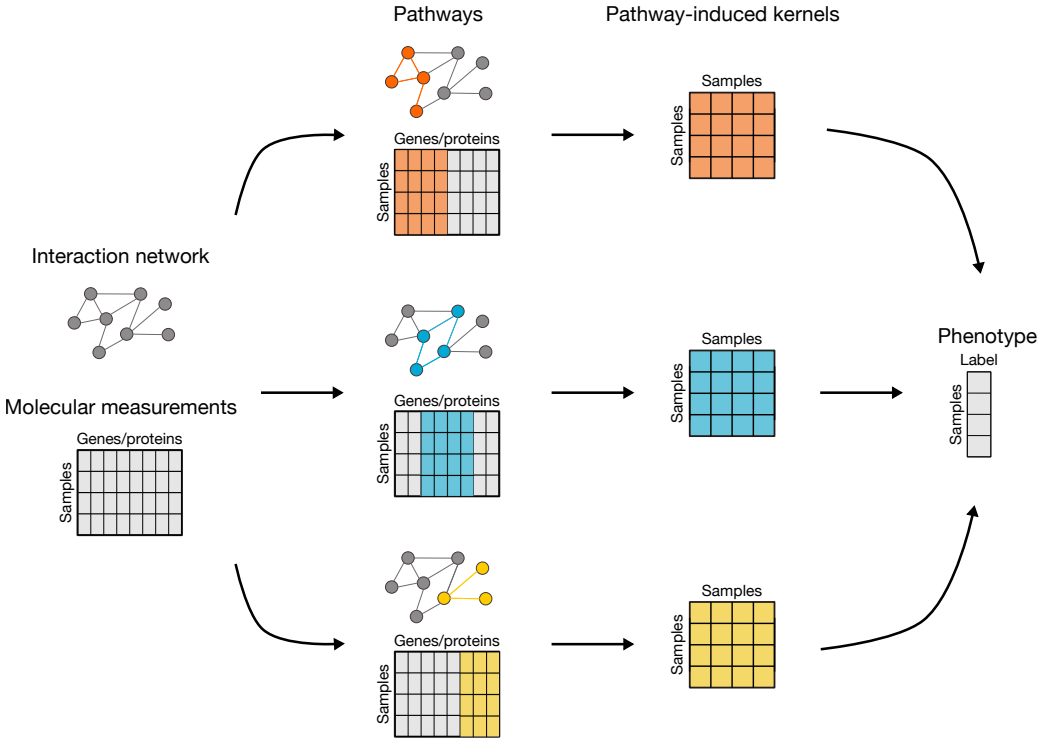 Pathways
Pathway-induced kernels
Genes/proteins
Samples
Samples
Samples
Interaction network
Molecular measurements
Genes/proteins
Samples
Genes/proteins
Samples
Samples
Samples
Phenotype
Label
Samples
Genes/proteins
Samples
Samples
Samples